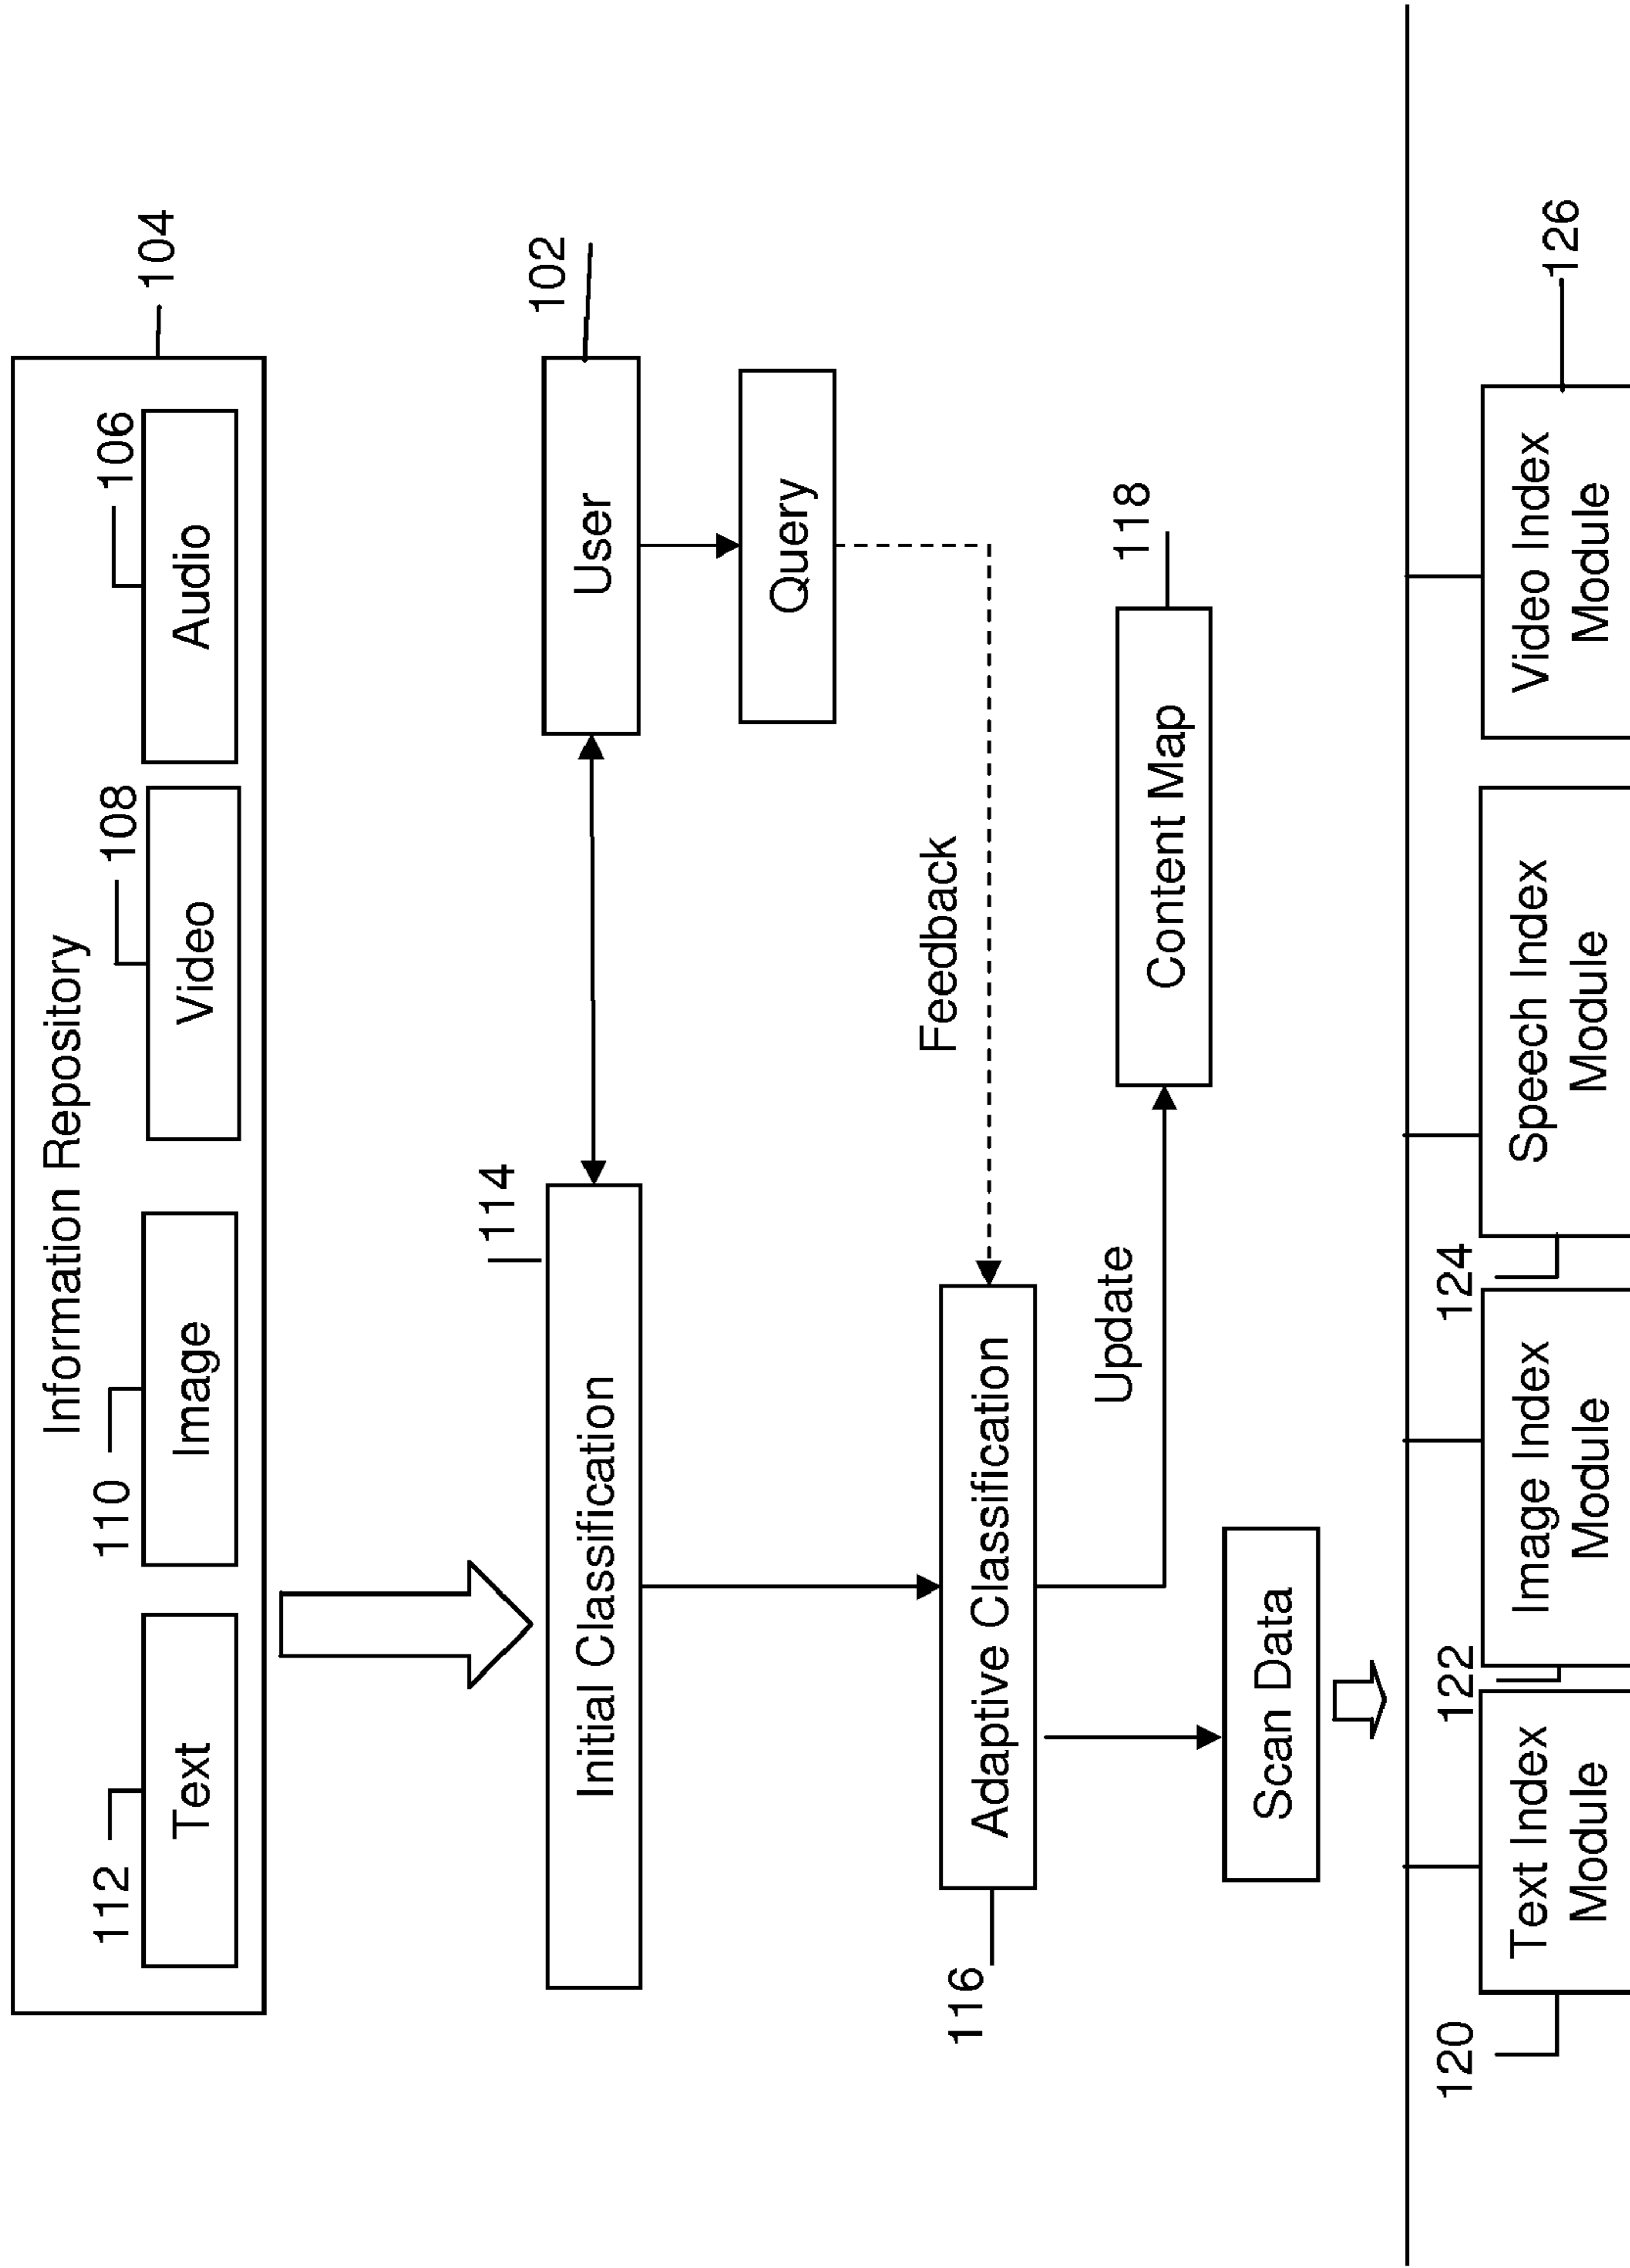 Information Repository
104
112
110
108
106
Text
Image
Video
Audio
114
102
Initial Classification
User
Query
Feedback
116
Adaptive Classification
Update
118
Content Map
Scan Data
120
122
124
126
Text Index
Module
Image Index
Module
Speech Index
Module
Video Index
Module